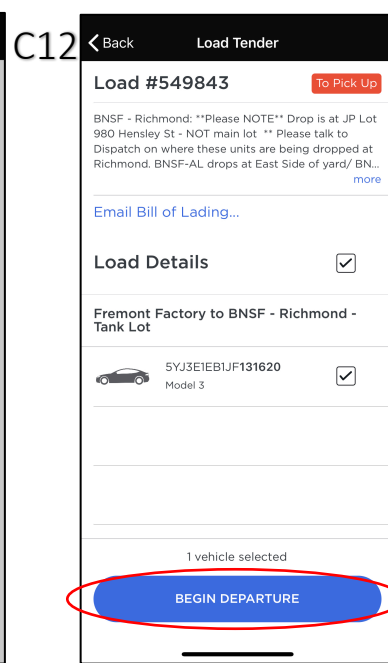 C12
Back
Load Tender
Load #549843
To Pick Up
BNSF - Richmond: **Please NOTE** Drop is at JP Lot
980 Hensley St - NOT main lot ** Please talk to
Dispatch on where these units are being dropped at
Richmond. BNSF-AL drops at East Side of yard/ BN...
more
Email Bill of Lading...
Load Details
Fremont Factory to BNSF - Richmond -
Tank Lot
5YJ3E1EB1JF131620
Model 3
1 vehicle selected
BEGIN DEPARTURE